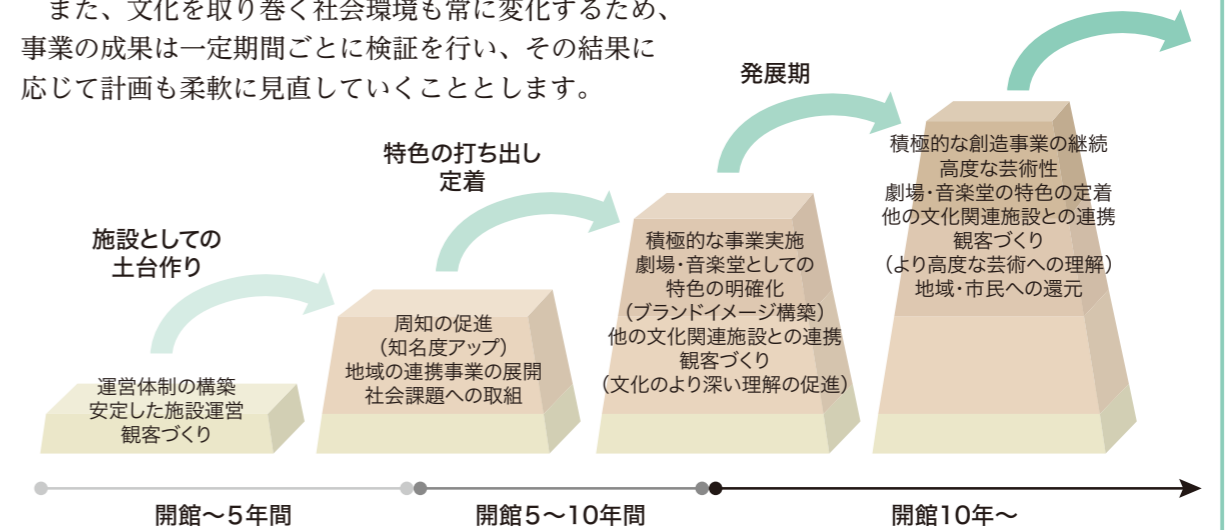 また、文化を取り巻く社会環境も常に変化するため、
事業の成果は一定期間ごとに検証を行い、その結果に
応じて計画も柔軟に見直していくこととします。
施設としての
土台作り
運営体制の構築
安定した施設運営
観客づくり
特色の打ち出し
定着
周知の促進
（知名度アップ）
地域の連携事業の展開
社会課題への取組
発展期
積極的な事業実施
劇場・音楽堂としての
特色の明確化
（ブランドイメージ構築）
他の文化関連施設との連携
観客づくり
（文化のより深い理解の促進）
積極的な創造事業の継続
高度な芸術性
劇場・音楽堂の特色の定着
他の文化関連施設との連携
観客づくり
（より高度な芸術への理解）
地域・市民への還元
開館～5年間
開館5～10年間
開館10年～